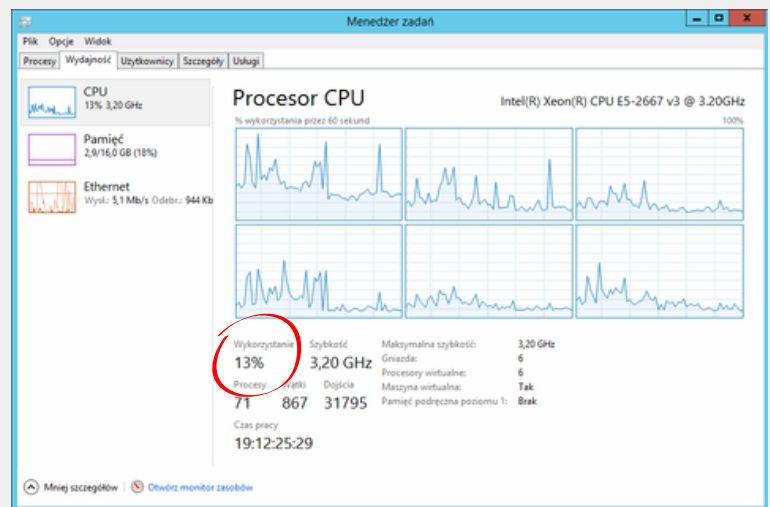 Menedżer zadań
Plik Opcje Widok
Procesy Wydajność Użytkownicy Szczegóły Usługi
CPU
13% 3,20 GHz
Pamięć
2,9/16,0 GB (18%)
Ethernet
Wysł.: 5,1 Mb/s Odebr.: 944 Kb
Procesor CPU
Intel(R) Xeon(R) CPU E5-2667 v3 @ 3.20GHz
% wykorzystania przez 60 sekund
100%
Wykorzystanie Szybkość
13% 3,20 GHz
Procesy Wątki Dojścia
71 867 31795
Czas pracy
19:12:25:29
Maksymalna szybkość: 3,20 GHz
Gniazda: 6
Procesory wirtualne: 6
Maszyna wirtualna: Tak
Pamięć podręczna poziomu 1: Brak
Mniej szczegółów Otwórz monitor zasobów